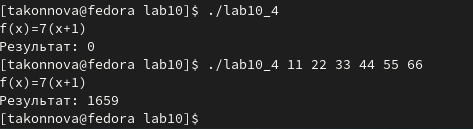 [takonnova@fedora lab10]$ ./lab10_4
f(x)=7(x+1)
Результат: 0
[takonnova@fedora lab10]$ ./lab10_4 11 22 33 44 55 66
f(x)=7(x+1)
Результат: 1659
[takonnova@fedora lab10]$